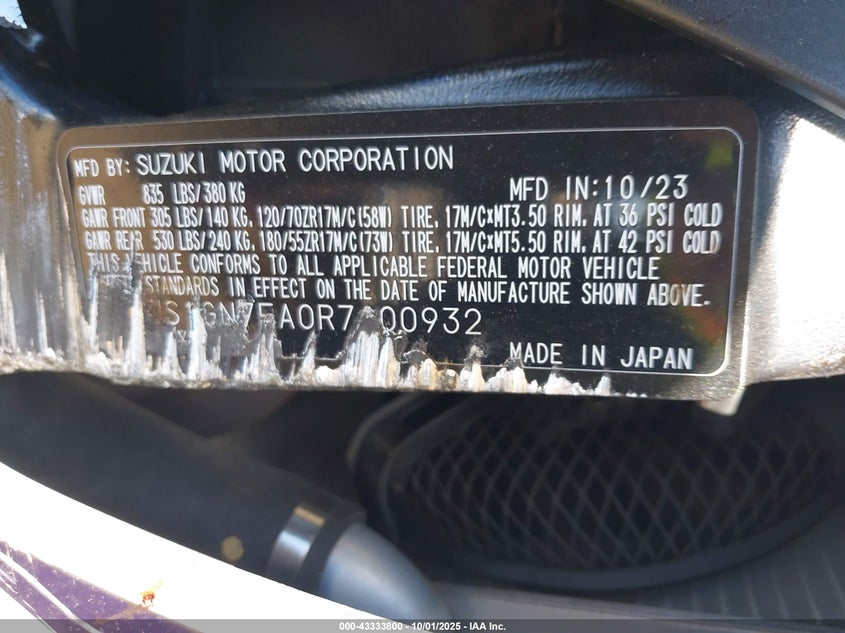 MFD BY: SUZUKI MOTOR CORPORATION
GVWR 835 LBS/380 KG MFD IN:10/23
GAWR FRONT 305 LBS/140 KG, 120/70ZR17M/C(58W) TIRE, 17M/C×MT3.50 RIM, AT 36 PSI COLD
GAWR REAR 530 LBS/240 KG, 180/55ZR17M/C(73W) TIRE, 17M/C×MT5.50 RIM, AT 42 PSI COLD
THIS VEHICLE CONFORMS TO ALL APPLICABLE FEDERAL MOTOR VEHICLE
STANDARDS IN EFFECT ON THE DATE OF MANUFACTURE SHOWN ABOVE.
00932
MADE IN JAPAN
000-43333800 - 10/01/2025 - IAA Inc.